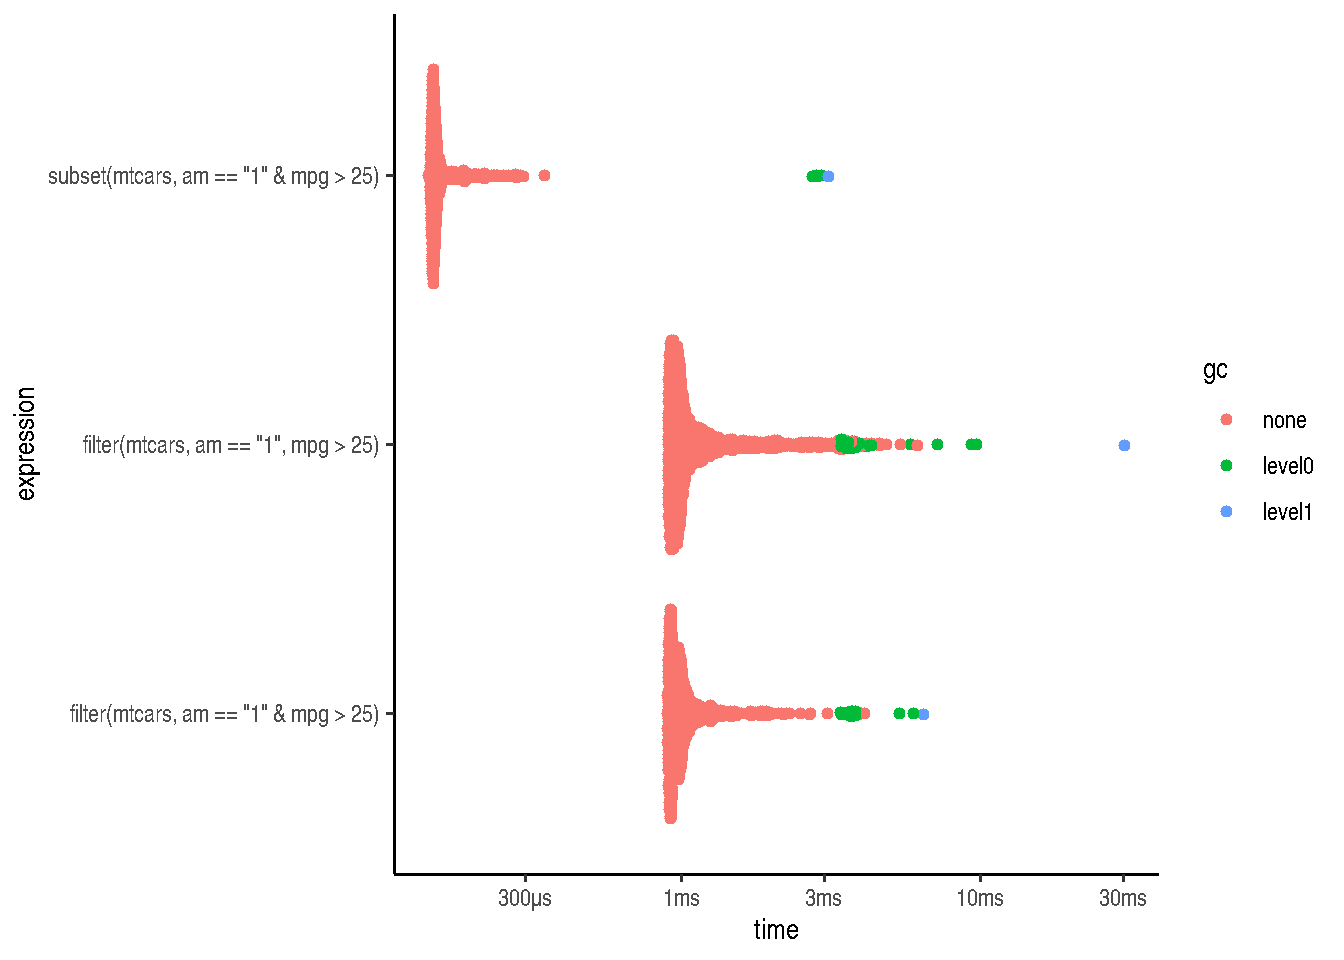 subset(mtcars, am == "1" & mpg > 25)
filter(mtcars, am == "1", mpg > 25)
filter(mtcars, am == "1" & mpg > 25)
expression
300µs 1ms 3ms 10ms 30ms
time
gc
none
level0
level1